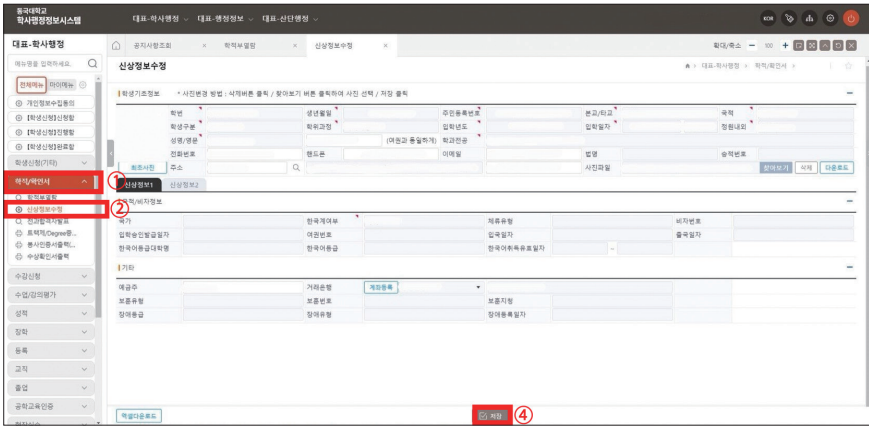 동국대학교
학사행정정보시스템
대표-학사행정 대표-행정정보 대표-산단행정
KOR
대표-학사행정
공지사항조회 × 학적부열람 × 신상정보수정 ×
확대/축소 − 100 +
메뉴명을 입력하세요.
신상정보수정
대표-학사행정 › 학적/확인서 ›
전체메뉴 마이메뉴
개인정보수집동의
[학생신청]신청함
[학생신청]진행함
[학생신청]완료함
학생신청(기타)
학적/확인서
①
학적부열람
신상정보수정
②
전과합격자발표
트랙제/Degree증...
봉사인증서출력(...
수상확인서출력
수강신청
수업/강의평가
성적
장학
등록
교직
졸업
공학교육인증
학생기초정보 * 사진변경 방법 : 삭제버튼 클릭 / 찾아보기 버튼 클릭하여 사진 선택 / 저장 클릭
학번 생년월일 주민등록번호 본교/타교 국적
학생구분 학위과정 입학년도 입학일자 정원내외
성명/영문 (여권과 동일하게) 학과전공
전화번호 핸드폰 이메일 법명 승적번호
최초사진 주소 사진파일 찾아보기 삭제 다운로드
신상정보1 신상정보2
국적/비자정보
국가 한국계여부 체류유형 비자번호
입학승인발급일자 여권번호 입국일자 출국일자
한국어등급대학명 한국어등급 한국어취득유효일자 ~
기타
예금주 거래은행 계좌등록
보훈유형 보훈번호 보훈지청
장애등급 장애유형 장애등록일자
엑셀다운로드
저장
④